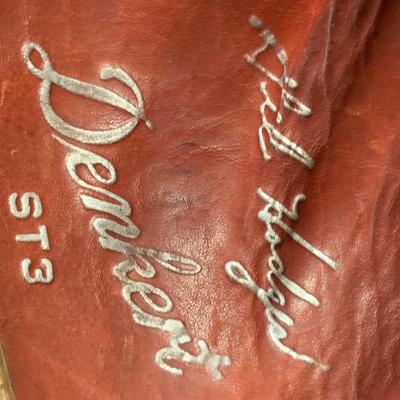 Gil Hodges
Denkert
ST3